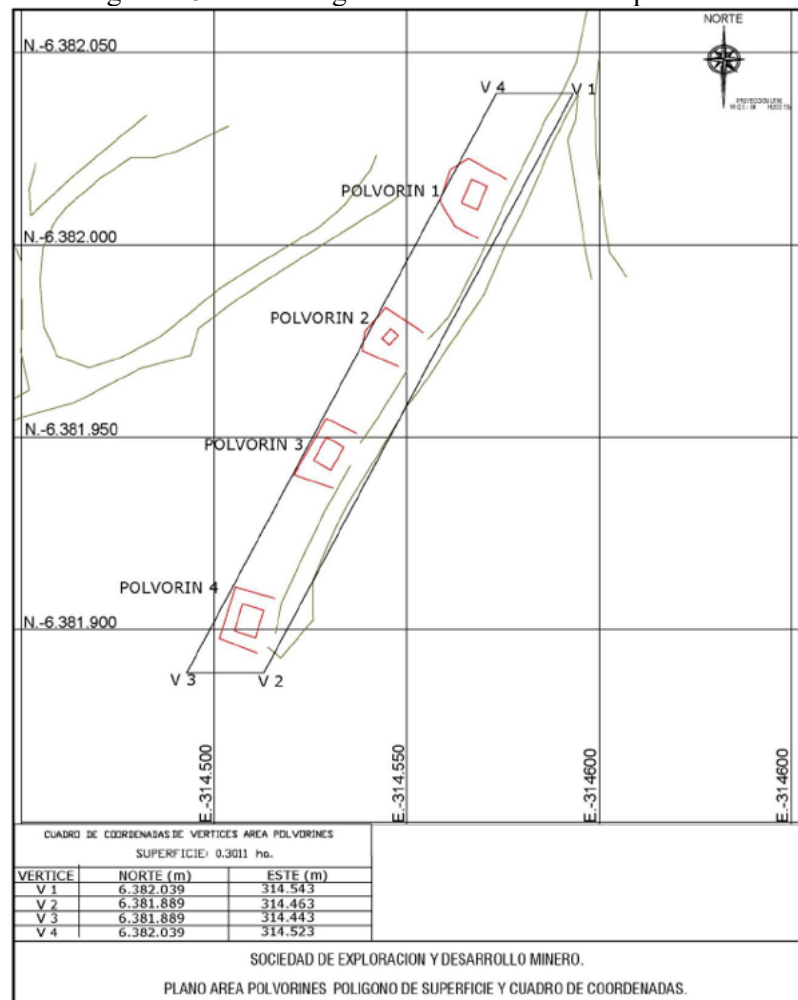 NORTE
N.-6.382.050
V 4
V 1
POLVORIN 1
N.-6.382.000
POLVORIN 2
N.-6.381.950
POLVORIN 3
POLVORIN 4
N.-6.381.900
V 3
V 2
E.-314.500
E.-314.550
E.-314600
E.-314600
CUADRO DE COORDENADAS DE VERTICES AREA POLVORINES
SUPERFICIE: 0.3011 ha.
VERTICE NORTE (m) ESTE (m)
V 1 6.382.039 314.543
V 2 6.381.889 314.463
V 3 6.381.889 314.443
V 4 6.382.039 314.523
SOCIEDAD DE EXPLORACION Y DESARROLLO MINERO.
PLANO AREA POLVORINES POLIGONO DE SUPERFICIE Y CUADRO DE COORDENADAS.